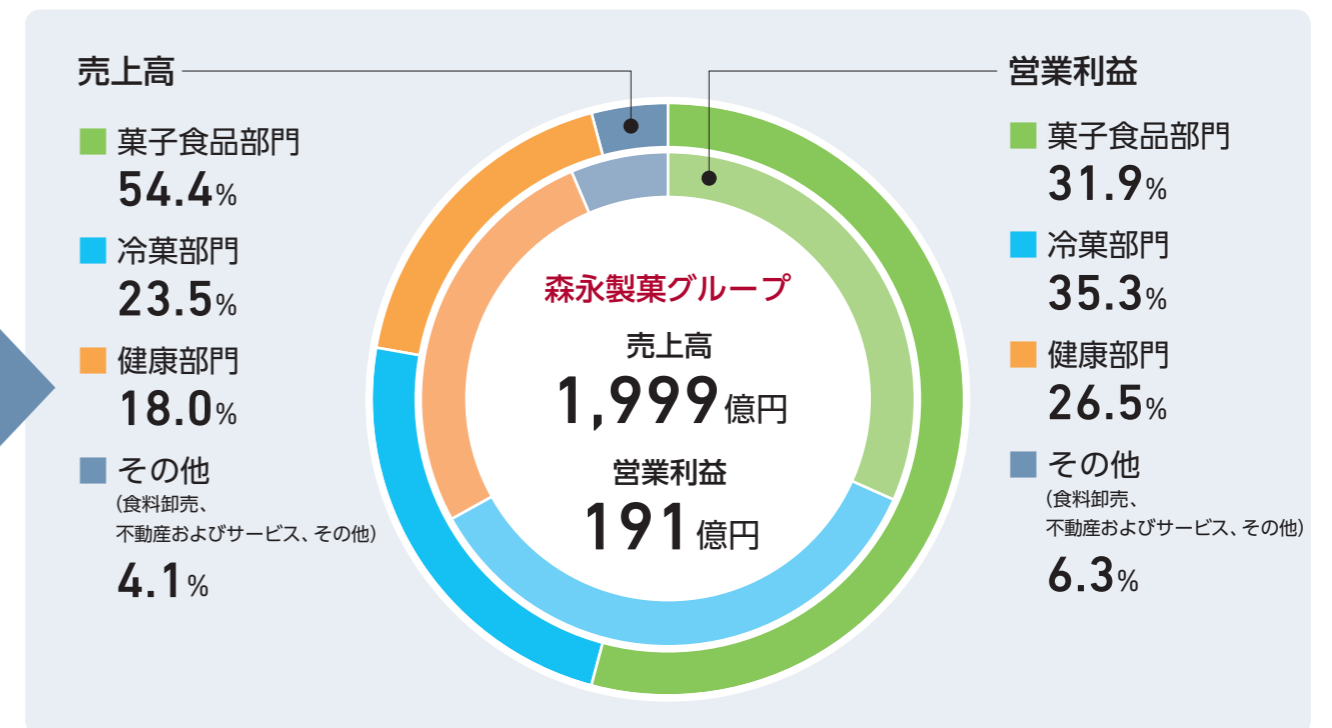 売上高
菓子食品部門
54.4%
冷菓部門
23.5%
健康部門
18.0%
その他
(食料卸売、
不動産およびサービス、その他)
4.1%
森永製菓グループ
売上高
1,999億円
営業利益
191億円
営業利益
菓子食品部門
31.9%
冷菓部門
35.3%
健康部門
26.5%
その他
(食料卸売、
不動産およびサービス、その他)
6.3%